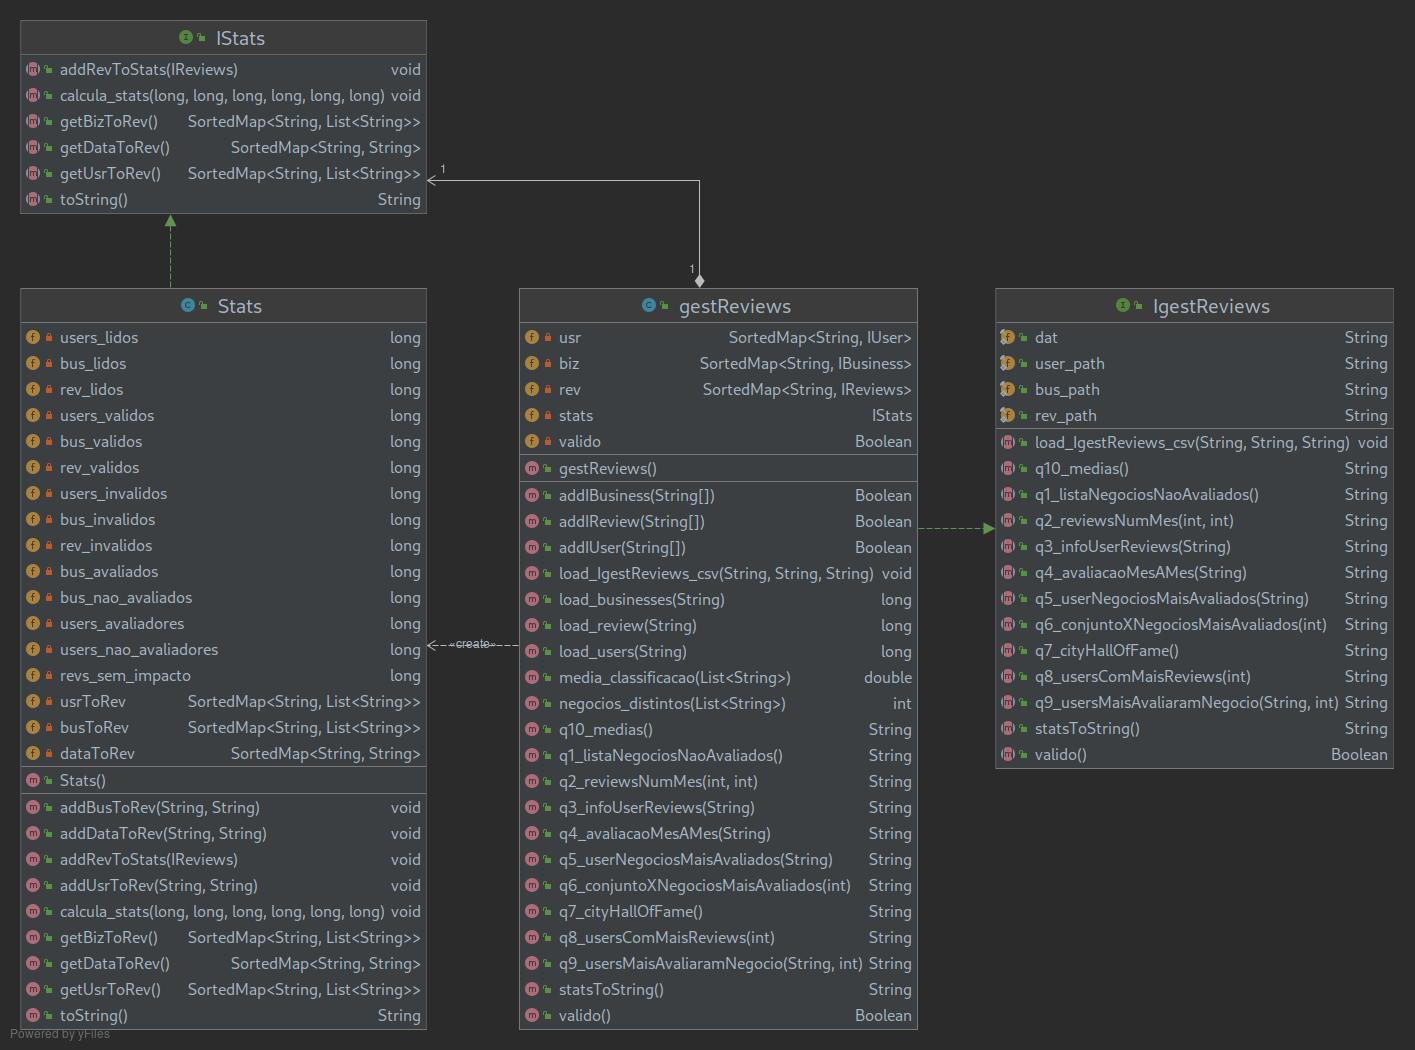 IStats
addRevToStats(IReviews) void
calcula_stats(long, long, long, long, long, long) void
getBizToRev() SortedMap<String, List<String>>
getDataToRev() SortedMap<String, String>
getUsrToRev() SortedMap<String, List<String>>
toString() String
1
1
Stats
users_lidos long
bus_lidos long
rev_lidos long
users_validos long
bus_validos long
rev_validos long
users_invalidos long
bus_invalidos long
rev_invalidos long
bus_avaliados long
bus_nao_avaliados long
users_avaliadores long
users_nao_avaliadores long
revs_sem_impacto long
usrToRev SortedMap<String, List<String>>
busToRev SortedMap<String, List<String>>
dataToRev SortedMap<String, String>
Stats()
addBusToRev(String, String) void
addDataToRev(String, String) void
addRevToStats(IReviews) void
addUsrToRev(String, String) void
calcula_stats(long, long, long, long, long, long) void
getBizToRev() SortedMap<String, List<String>>
getDataToRev() SortedMap<String, String>
getUsrToRev() SortedMap<String, List<String>>
toString() String
«create»
gestReviews
usr SortedMap<String, IUser>
biz SortedMap<String, IBusiness>
rev SortedMap<String, IReviews>
stats IStats
valido Boolean
gestReviews()
addIBusiness(String[]) Boolean
addIReview(String[]) Boolean
addIUser(String[]) Boolean
load_IgestReviews_csv(String, String, String) void
load_businesses(String) long
load_review(String) long
load_users(String) long
media_classificacao(List<String>) double
negocios_distintos(List<String>) int
q10_medias() String
q1_listaNegociosNaoAvaliados() String
q2_reviewsNumMes(int, int) String
q3_infoUserReviews(String) String
q4_avaliacaoMesAMes(String) String
q5_userNegociosMaisAvaliados(String) String
q6_conjuntoXNegociosMaisAvaliados(int) String
q7_cityHallOfFame() String
q8_usersComMaisReviews(int) String
q9_usersMaisAvaliaramNegocio(String, int) String
statsToString() String
valido() Boolean
IgestReviews
dat String
user_path String
bus_path String
rev_path String
load_IgestReviews_csv(String, String, String) void
q10_medias() String
q1_listaNegociosNaoAvaliados() String
q2_reviewsNumMes(int, int) String
q3_infoUserReviews(String) String
q4_avaliacaoMesAMes(String) String
q5_userNegociosMaisAvaliados(String) String
q6_conjuntoXNegociosMaisAvaliados(int) String
q7_cityHallOfFame() String
q8_usersComMaisReviews(int) String
q9_usersMaisAvaliaramNegocio(String, int) String
statsToString() String
valido() Boolean
Powered by yFiles